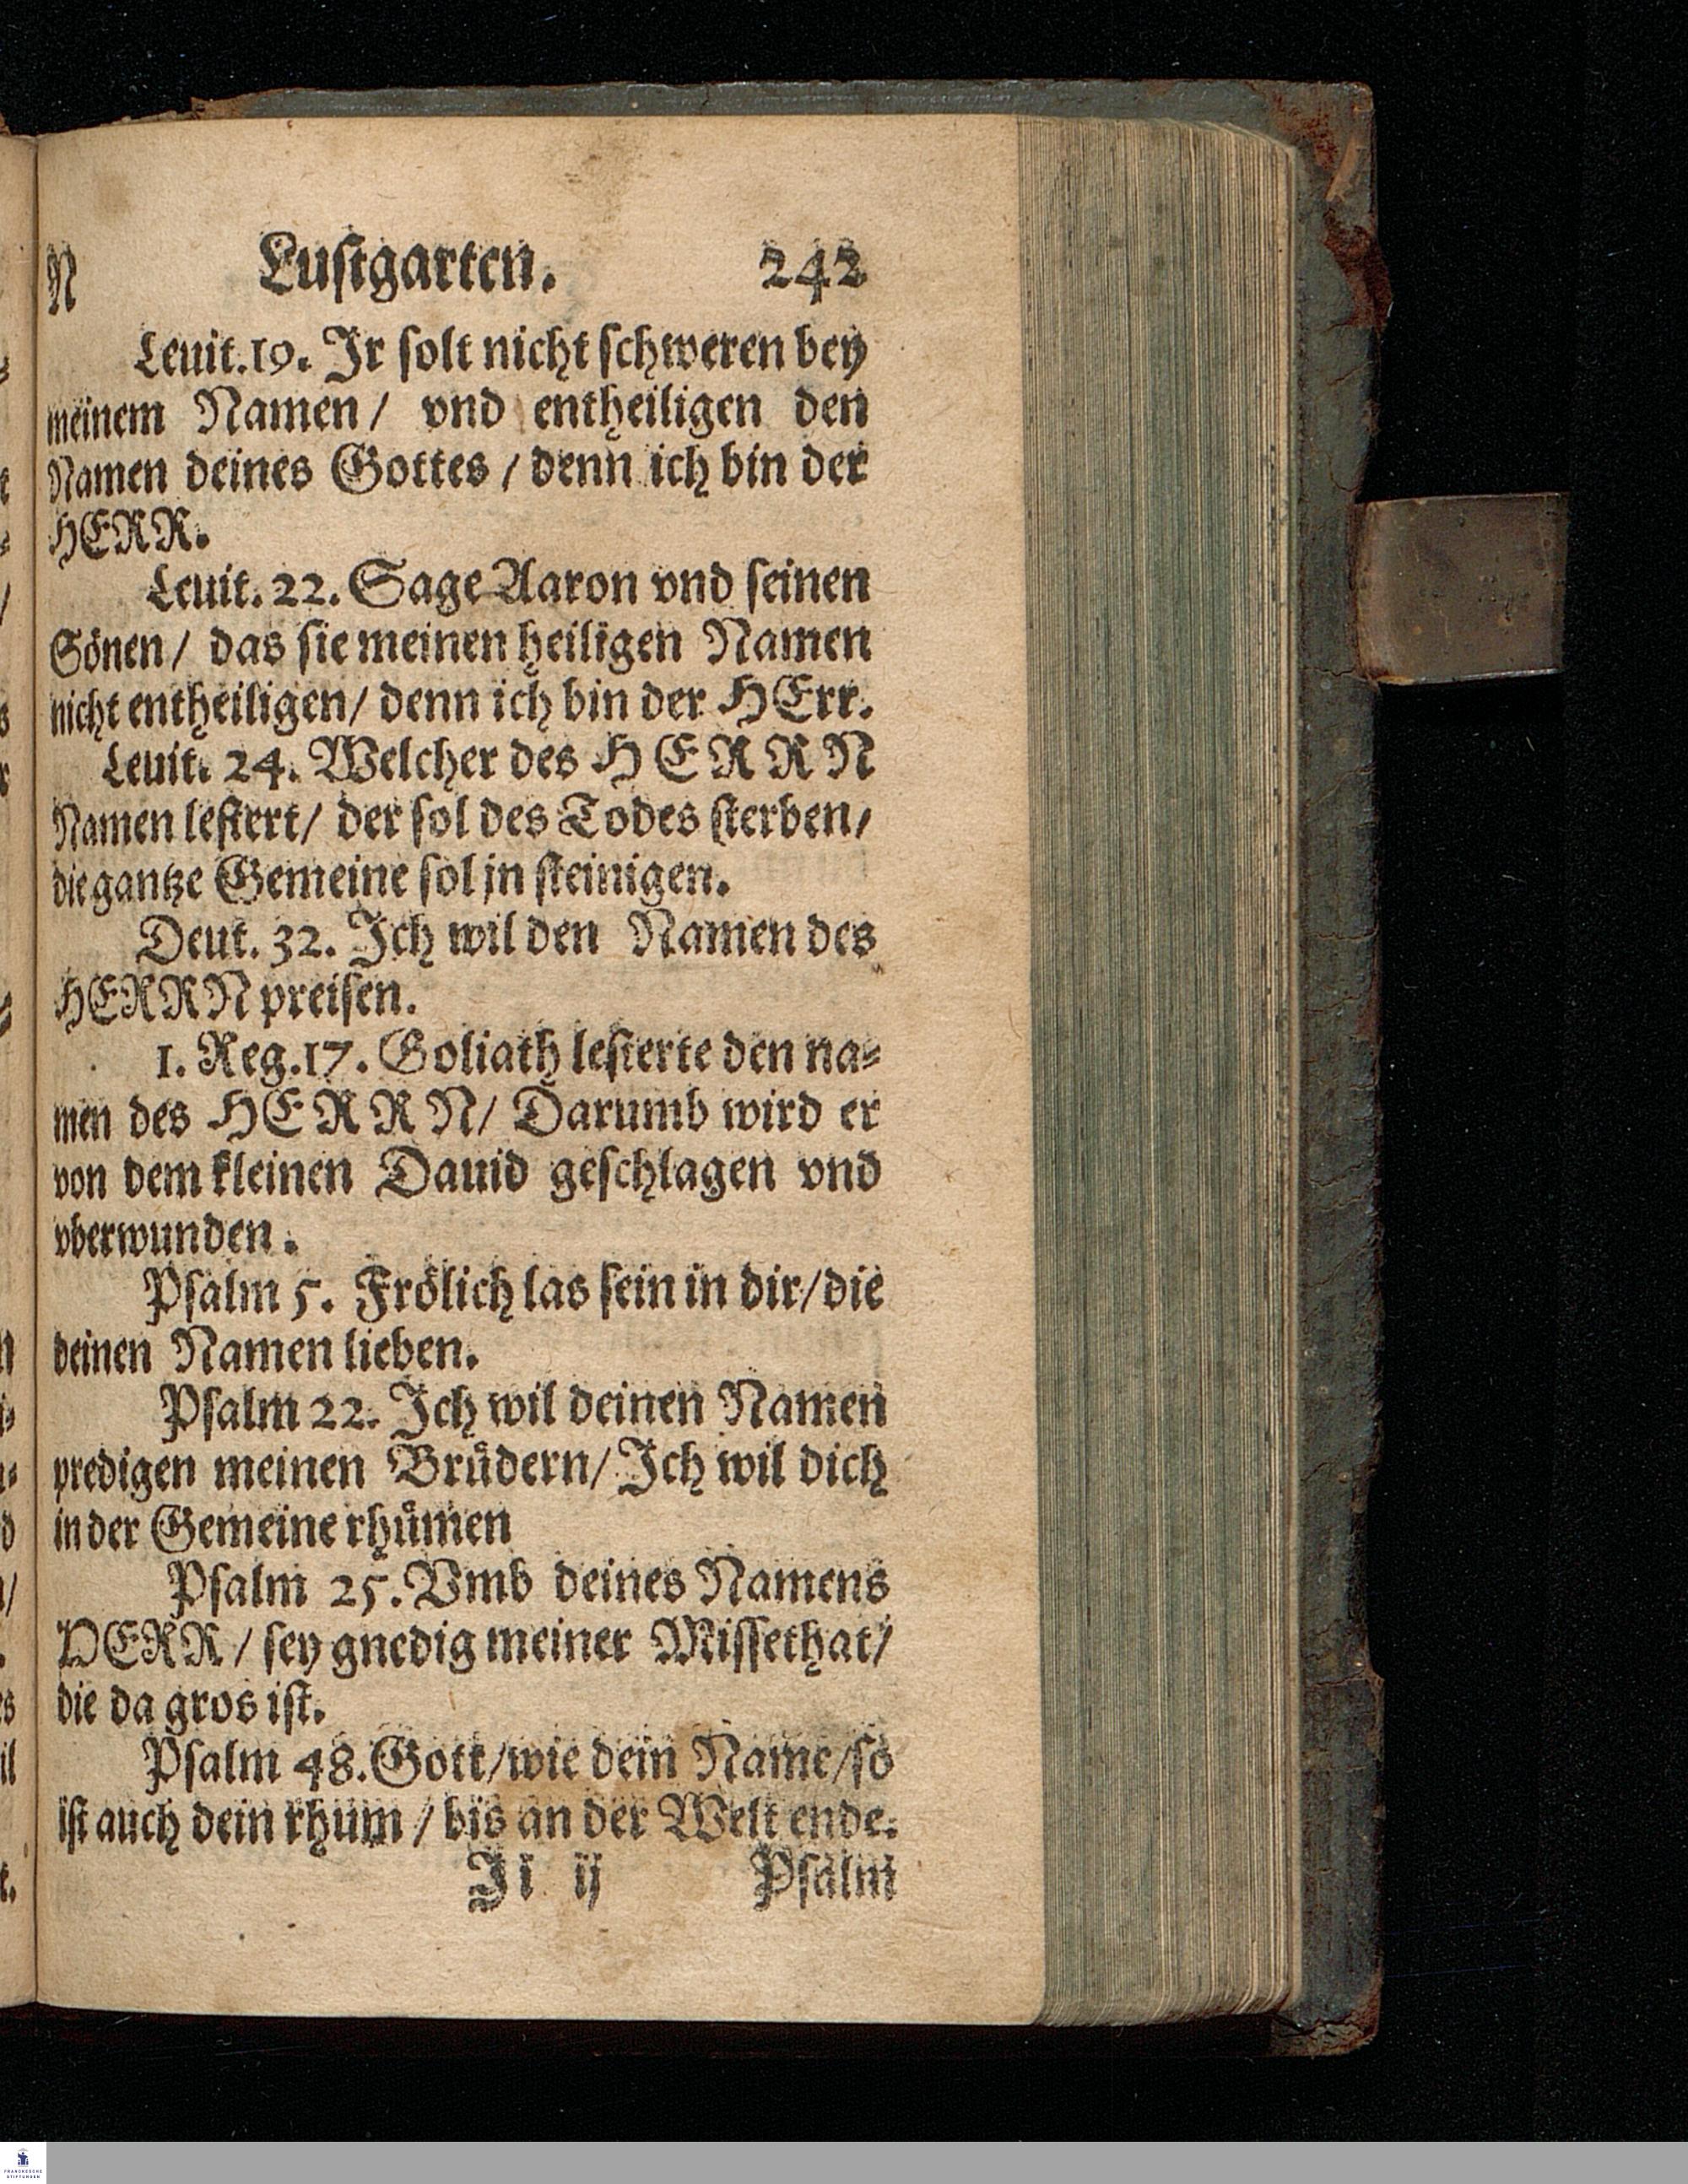 N Lustgarten. 242
Leuit. 19. Ir solt nicht schweren bey
meinem Namen / vnd entheiligen den
Namen deines Gottes / denn ich bin der
HERR.
Leuit. 22. Sage Aaron vnd seinen
Sönen / das sie meinen heiligen Namen
nicht entheiligen / denn ich bin der HErr.
Leuit. 24. Welcher des HERRN
Namen lestert / der sol des Todes sterben /
die gantze Gemeine sol jn steinigen.
Deut. 32. Ich wil den Namen des
HERRN preisen.
1. Reg. 17. Goliath lesterte den na-
men des HERRN / Darumb wird er
von dem kleinen Dauid geschlagen vnd
vberwunden.
Psalm 5. Frölich las sein in dir / die
deinen Namen lieben.
Psalm 22. Ich wil deinen Namen
predigen meinen Bruͤdern / Ich wil dich
in der Gemeine rhuͤmen
Psalm 25. Vmb deines Namens
HERR / sey gnedig meiner Missethat /
die da gros ist.
Psalm 48. Gott / wie dein Name / so
ist auch dein rhum / bis an der Welt ende.
Ii ij Psalm
FRANCKESCHE
STIFTUNGEN